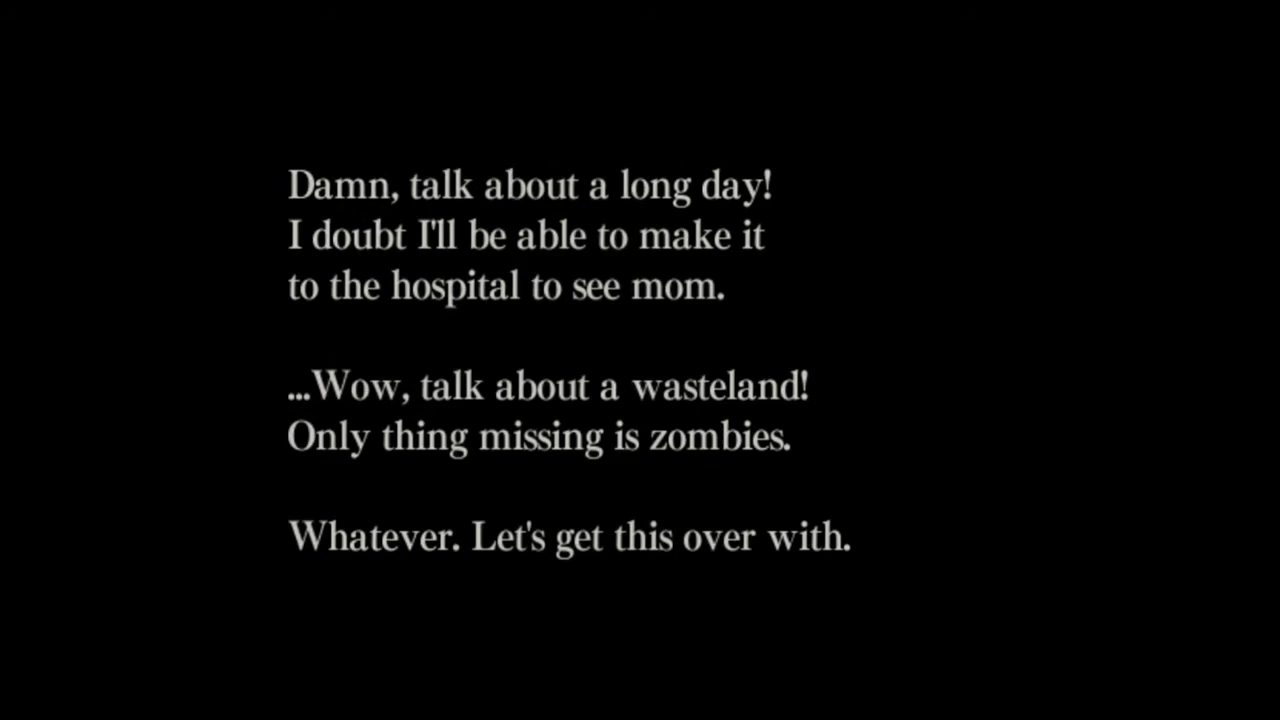 Damn, talk about a long day!
I doubt I'll be able to make it
to the hospital to see mom.
...Wow, talk about a wasteland!
Only thing missing is zombies.
Whatever. Let's get this over with.